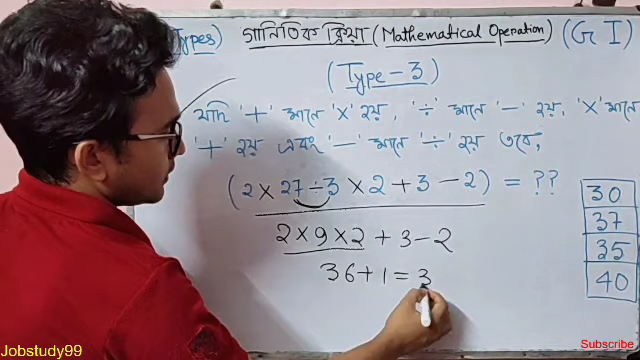 Types) গানিতিক ক্রিয়া (Mathematical Operation) (G I)
(Type-3)
যদি '+' মানে 'x' হয়, '÷' মানে '-' হয়, 'x' মানে
'+' হয় এবং '-' মানে '÷' হয় তবে,
(2 × 27 ÷ 3 × 2 + 3 - 2) = ??
2 × 9 × 2 + 3 - 2
36 + 1 = 3
30
37
35
40
Jobstudy99
Subscribe